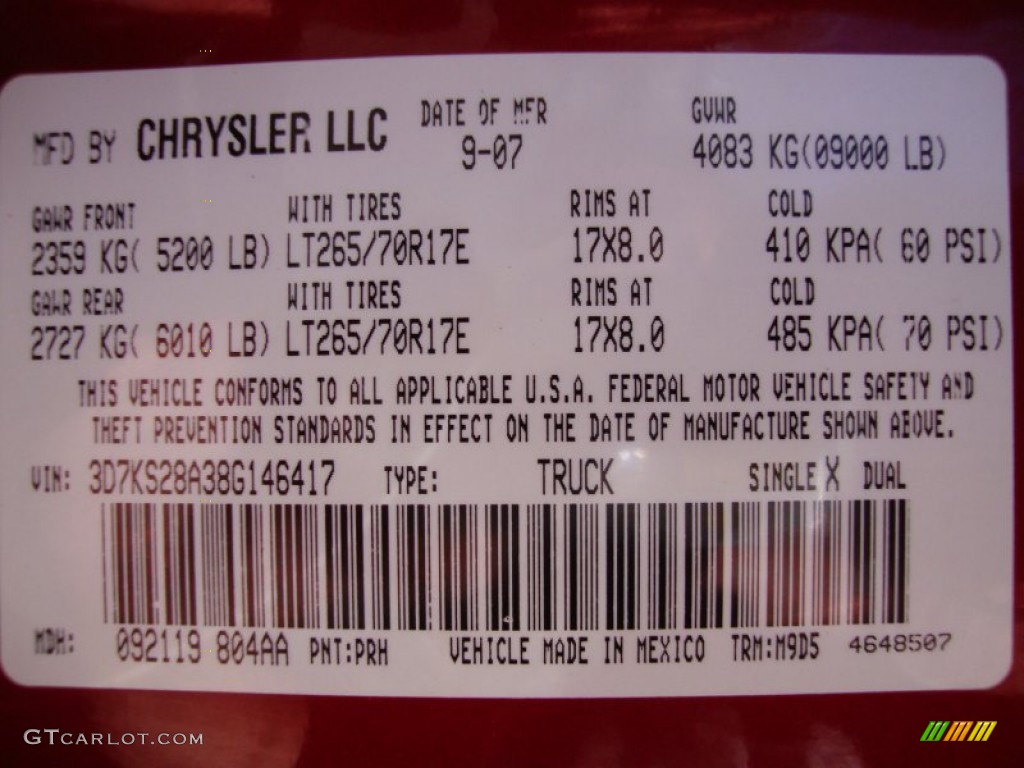 MFD BY CHRYSLER LLC DATE OF MFR 9-07 GVWR 4083 KG(09000 LB)
GAWR FRONT WITH TIRES RIMS AT COLD
2359 KG( 5200 LB) LT265/70R17E 17X8.0 410 KPA( 60 PSI)
GAWR REAR WITH TIRES RIMS AT COLD
2727 KG( 6010 LB) LT265/70R17E 17X8.0 485 KPA( 70 PSI)
THIS VEHICLE CONFORMS TO ALL APPLICABLE U.S.A. FEDERAL MOTOR VEHICLE SAFETY AND
THEFT PREVENTION STANDARDS IN EFFECT ON THE DATE OF MANUFACTURE SHOWN ABOVE.
VIN: 3D7KS28A38G146417 TYPE: TRUCK SINGLE X DUAL
MDH: 092119 804AA PNT:PRH VEHICLE MADE IN MEXICO TRM:M9D5 4648507
GTCARLOT.COM